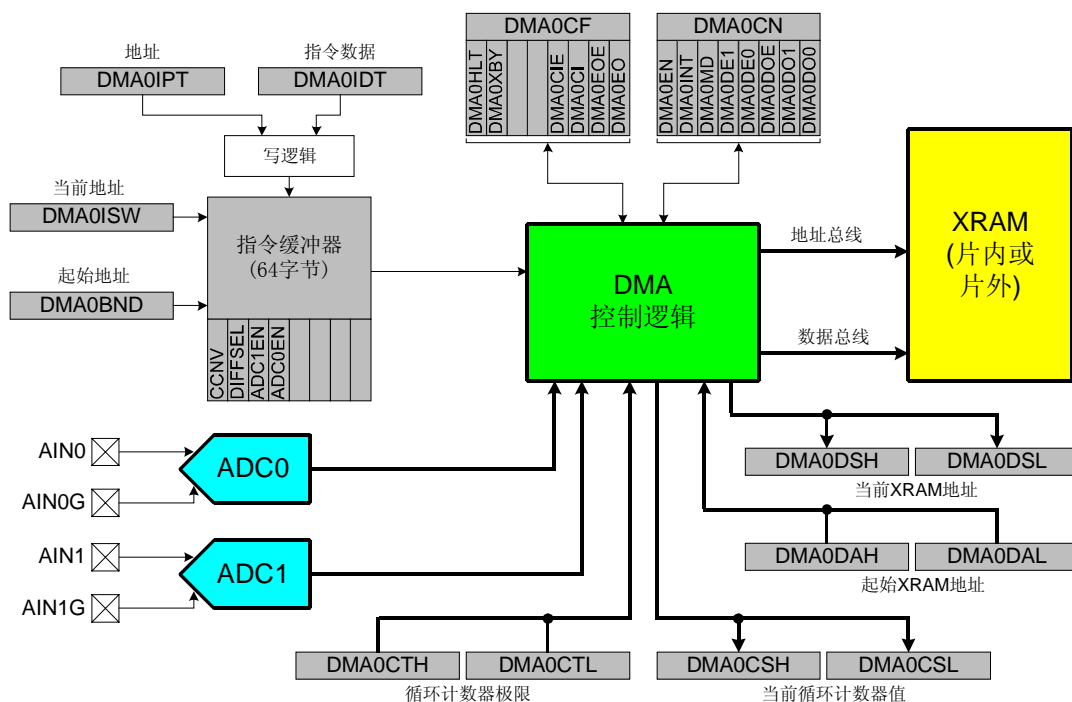 DMA0CF
DMA0HLT
DMA0XBY
DMA0CIE
DMA0CI
DMA0EOE
DMA0EO
DMA0CN
DMA0EN
DMA0INT
DMA0MD
DMA0DE1
DMA0DE0
DMA0DOE
DMA0DO1
DMA0DO0
地址
DMA0IPT
指令数据
DMA0IDT
写逻辑
当前地址
DMA0ISW
起始地址
DMA0BND
指令缓冲器
(64字节)
CCNV
DIFFSEL
ADC1EN
ADC0EN
DMA
控制逻辑
地址总线
数据总线
XRAM
(片内或
片外)
AIN0
AIN0G
ADC0
AIN1
AIN1G
ADC1
DMA0DSH
DMA0DSL
当前XRAM地址
DMA0DAH
DMA0DAL
起始XRAM地址
DMA0CTH
DMA0CTL
循环计数器极限
DMA0CSH
DMA0CSL
当前循环计数器值